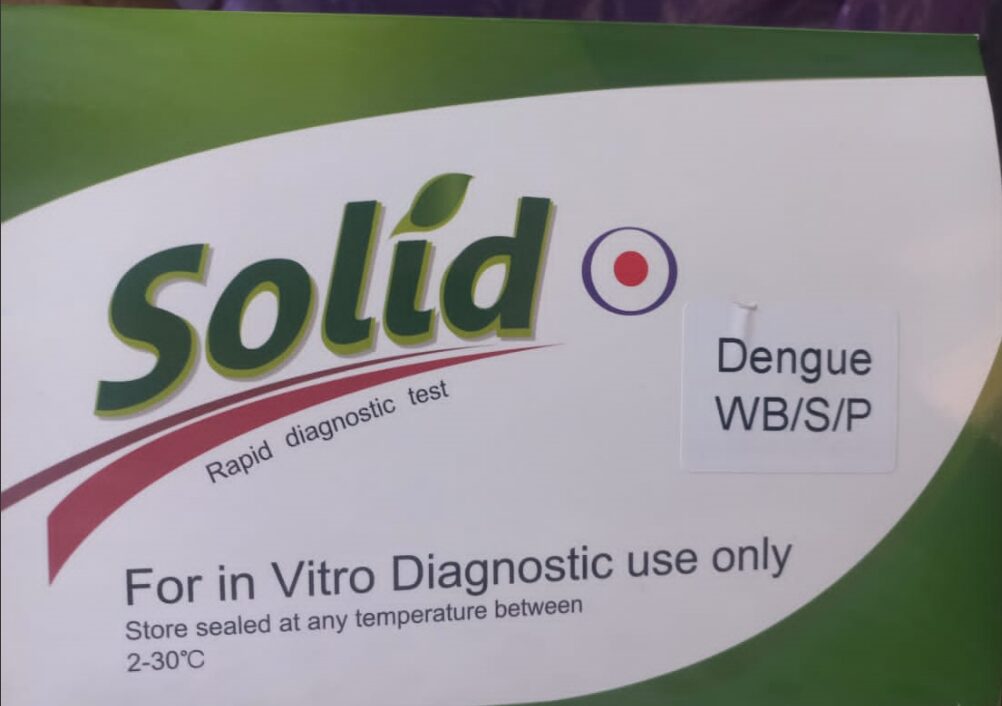 Solid
Rapid diagnostic test
Dengue
WB/S/P
For in Vitro Diagnostic use only
Store sealed at any temperature between
2-30℃